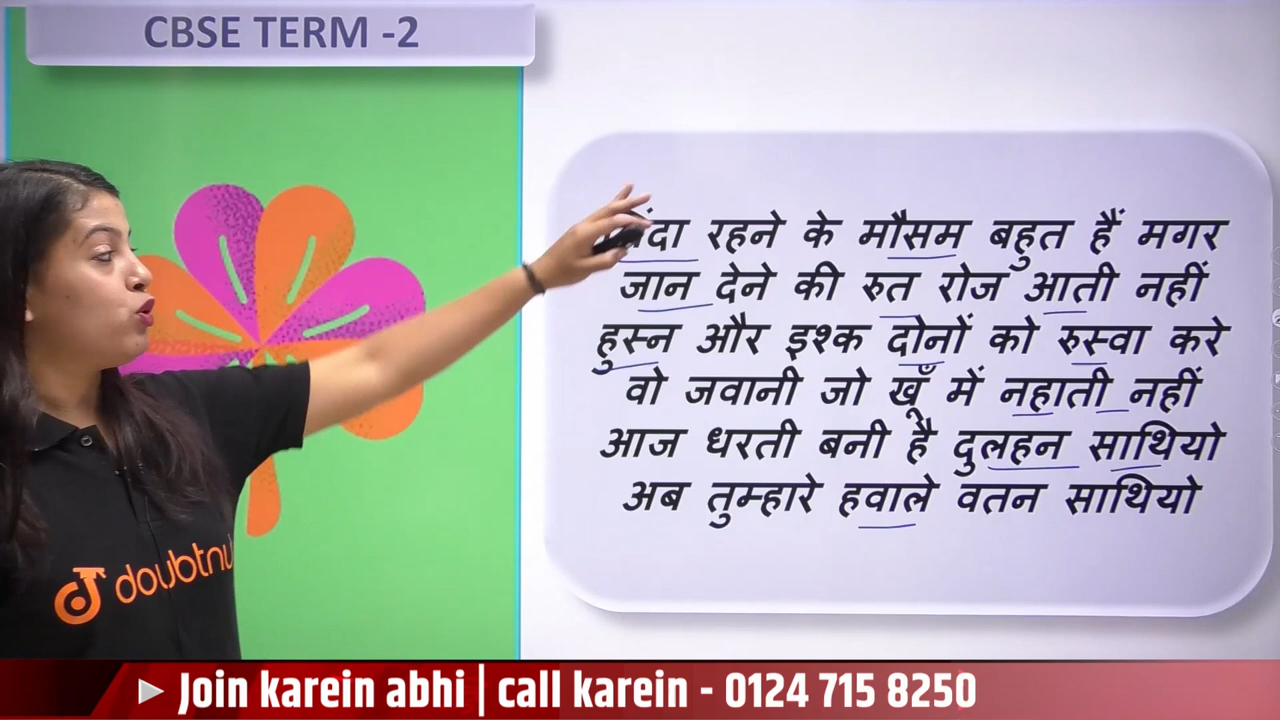 CBSE TERM -2
रहने के मौसम बहुत हैं मगर
जान देने की रुत रोज आती नहीं
हुस्न और इश्क दोनों को रुस्वा करे
वो जवानी जो खूँ में नहाती नहीं
आज धरती बनी है दुलहन साथियो
अब तुम्हारे हवाले वतन साथियो
doubtnu
Join karein abhi | call karein - 0124 715 8250